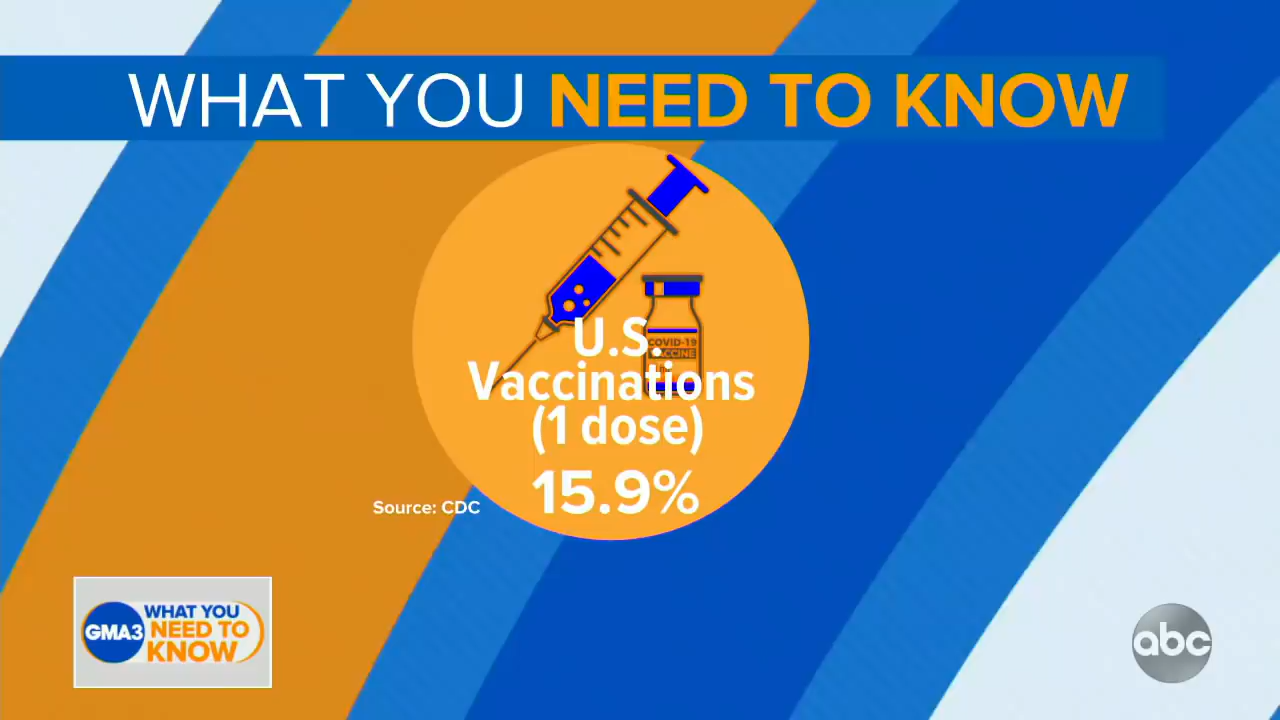 WHAT YOU NEED TO KNOW
COVID-19
VACCINE
U.S.
Vaccinations
(1 dose)
15.9%
Source: CDC
GMA3
WHAT YOU
NEED TO
KNOW
abc